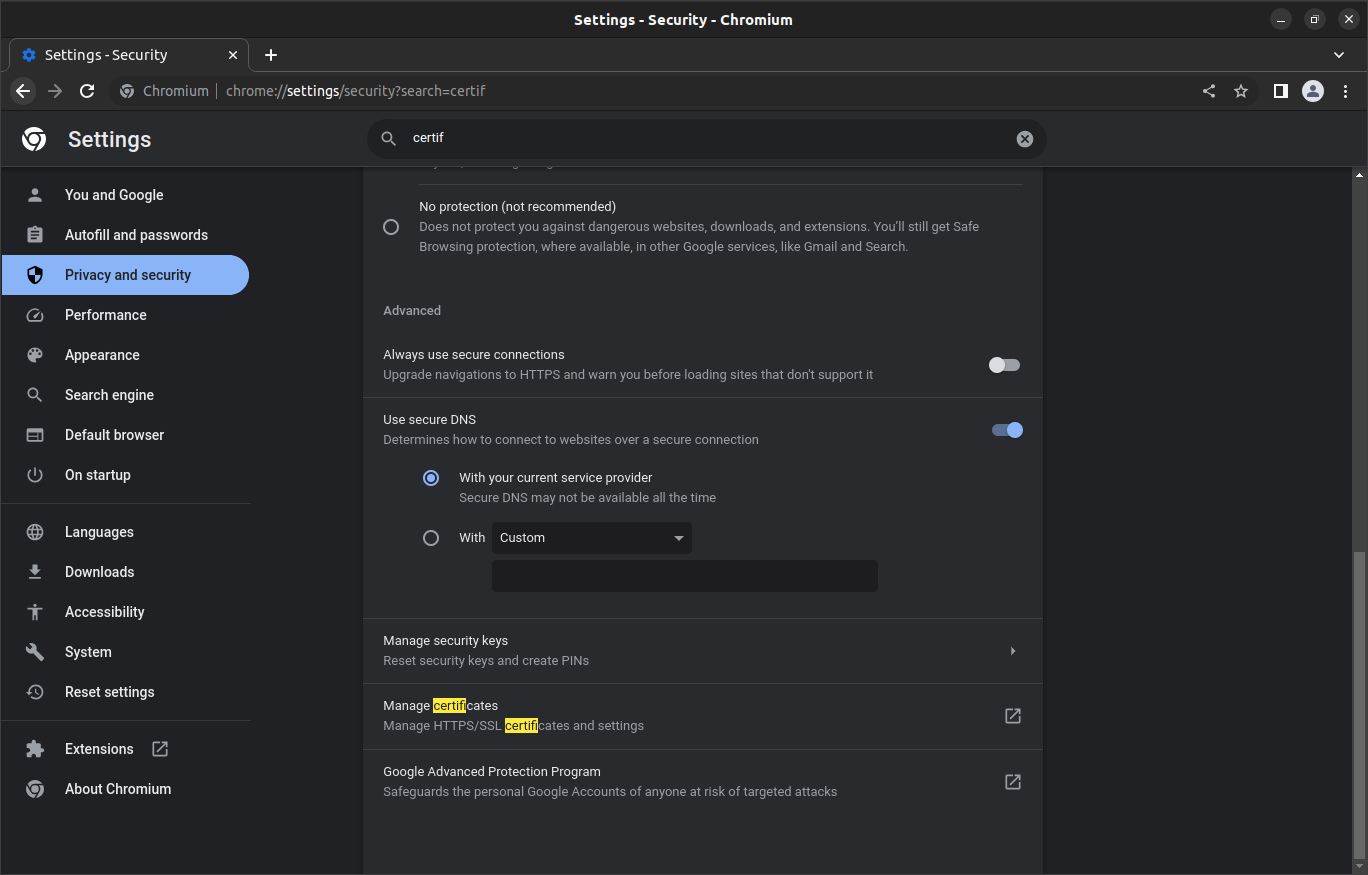 Settings - Security - Chromium
Settings - Security
Chromium
chrome://settings/security?search=certif
Settings
certif
You and Google
Autofill and passwords
Privacy and security
Performance
Appearance
Search engine
Default browser
On startup
Languages
Downloads
Accessibility
System
Reset settings
Extensions
About Chromium
No protection (not recommended)
Does not protect you against dangerous websites, downloads, and extensions. You'll still get Safe
Browsing protection, where available, in other Google services, like Gmail and Search.
Advanced
Always use secure connections
Upgrade navigations to HTTPS and warn you before loading sites that don't support it
Use secure DNS
Determines how to connect to websites over a secure connection
With your current service provider
Secure DNS may not be available all the time
With Custom
Manage security keys
Reset security keys and create PINs
Manage certificates
Manage HTTPS/SSL certificates and settings
Google Advanced Protection Program
Safeguards the personal Google Accounts of anyone at risk of targeted attacks